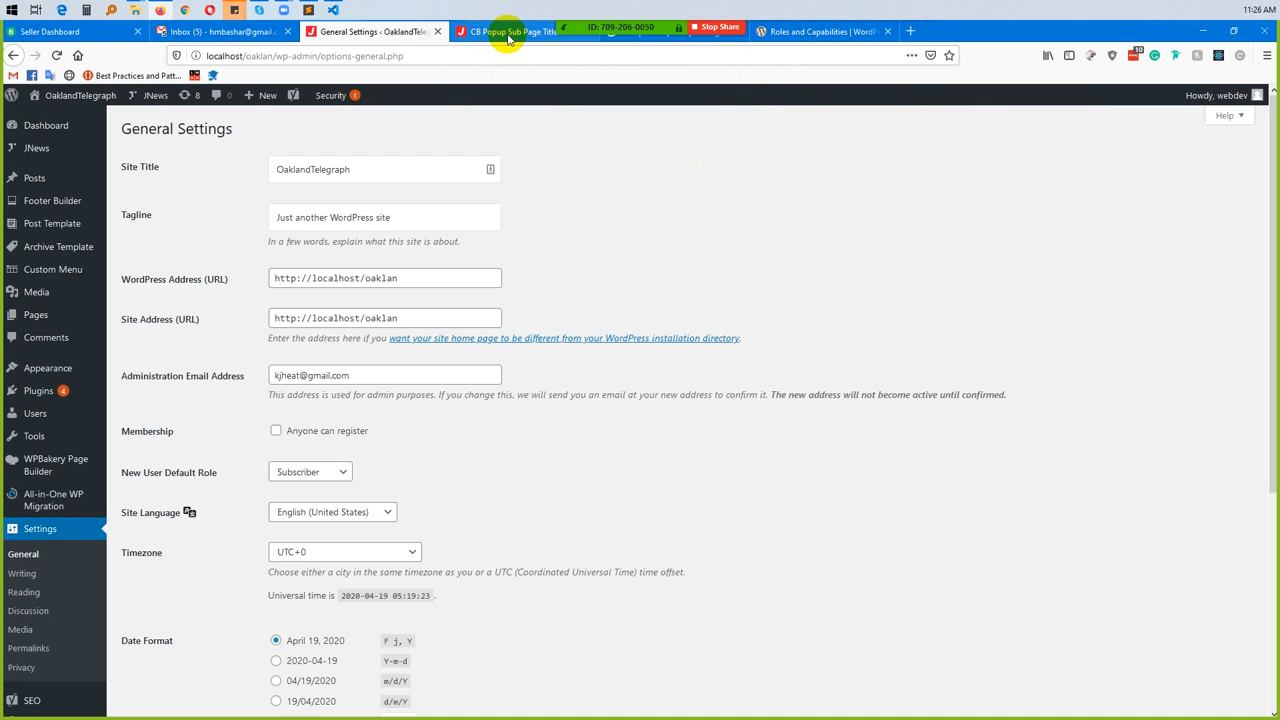 11:26 AM
Seller Dashboard
Inbox (5) - hmbashar@gmail.c
General Settings ‹ OaklandTeleg
CB Popup Sub Page Title
ID: 709-206-0050
Stop Share
Roles and Capabilities | WordPr
localhost/oaklan/wp-admin/options-general.php
Best Practices and Patt...
OaklandTelegraph
JNews
8
0
New
Security 1
Howdy, webdev
Help
Dashboard
JNews
Posts
Footer Builder
Post Template
Archive Template
Custom Menu
Media
Pages
Comments
Appearance
Plugins 4
Users
Tools
WPBakery Page
Builder
All-in-One WP
Migration
Settings
General
Writing
Reading
Discussion
Media
Permalinks
Privacy
SEO
General Settings
Site Title
OaklandTelegraph
Tagline
Just another WordPress site
In a few words, explain what this site is about.
WordPress Address (URL)
http://localhost/oaklan
Site Address (URL)
http://localhost/oaklan
Enter the address here if you want your site home page to be different from your WordPress installation directory.
Administration Email Address
kjheat@gmail.com
This address is used for admin purposes. If you change this, we will send you an email at your new address to confirm it. The new address will not become active until confirmed.
Membership
Anyone can register
New User Default Role
Subscriber
Site Language
English (United States)
Timezone
UTC+0
Choose either a city in the same timezone as you or a UTC (Coordinated Universal Time) time offset.
Universal time is 2020-04-19 05:19:23 .
Date Format
April 19, 2020 F j, Y
2020-04-19 Y-m-d
04/19/2020 m/d/Y
19/04/2020 d/m/Y